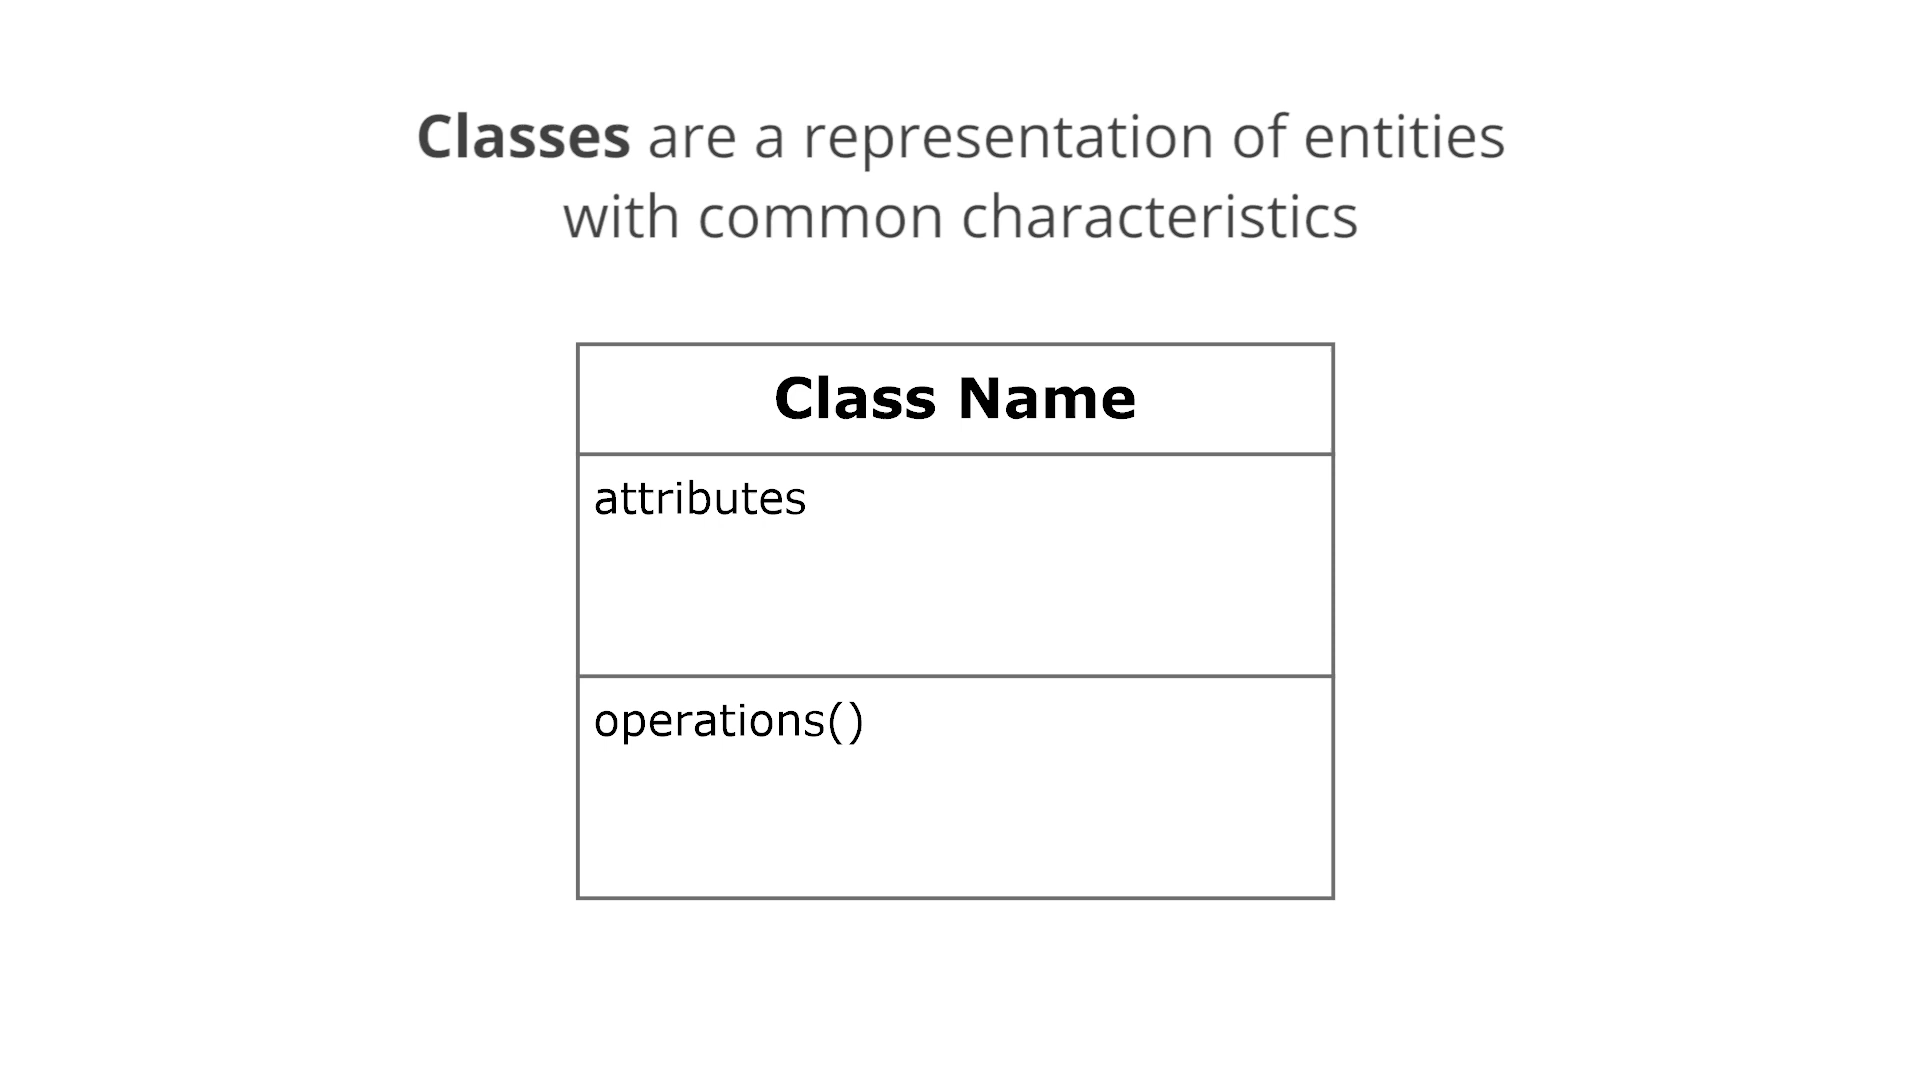 Classes are a representation of entities
with common characteristics
Class Name
attributes
operations()